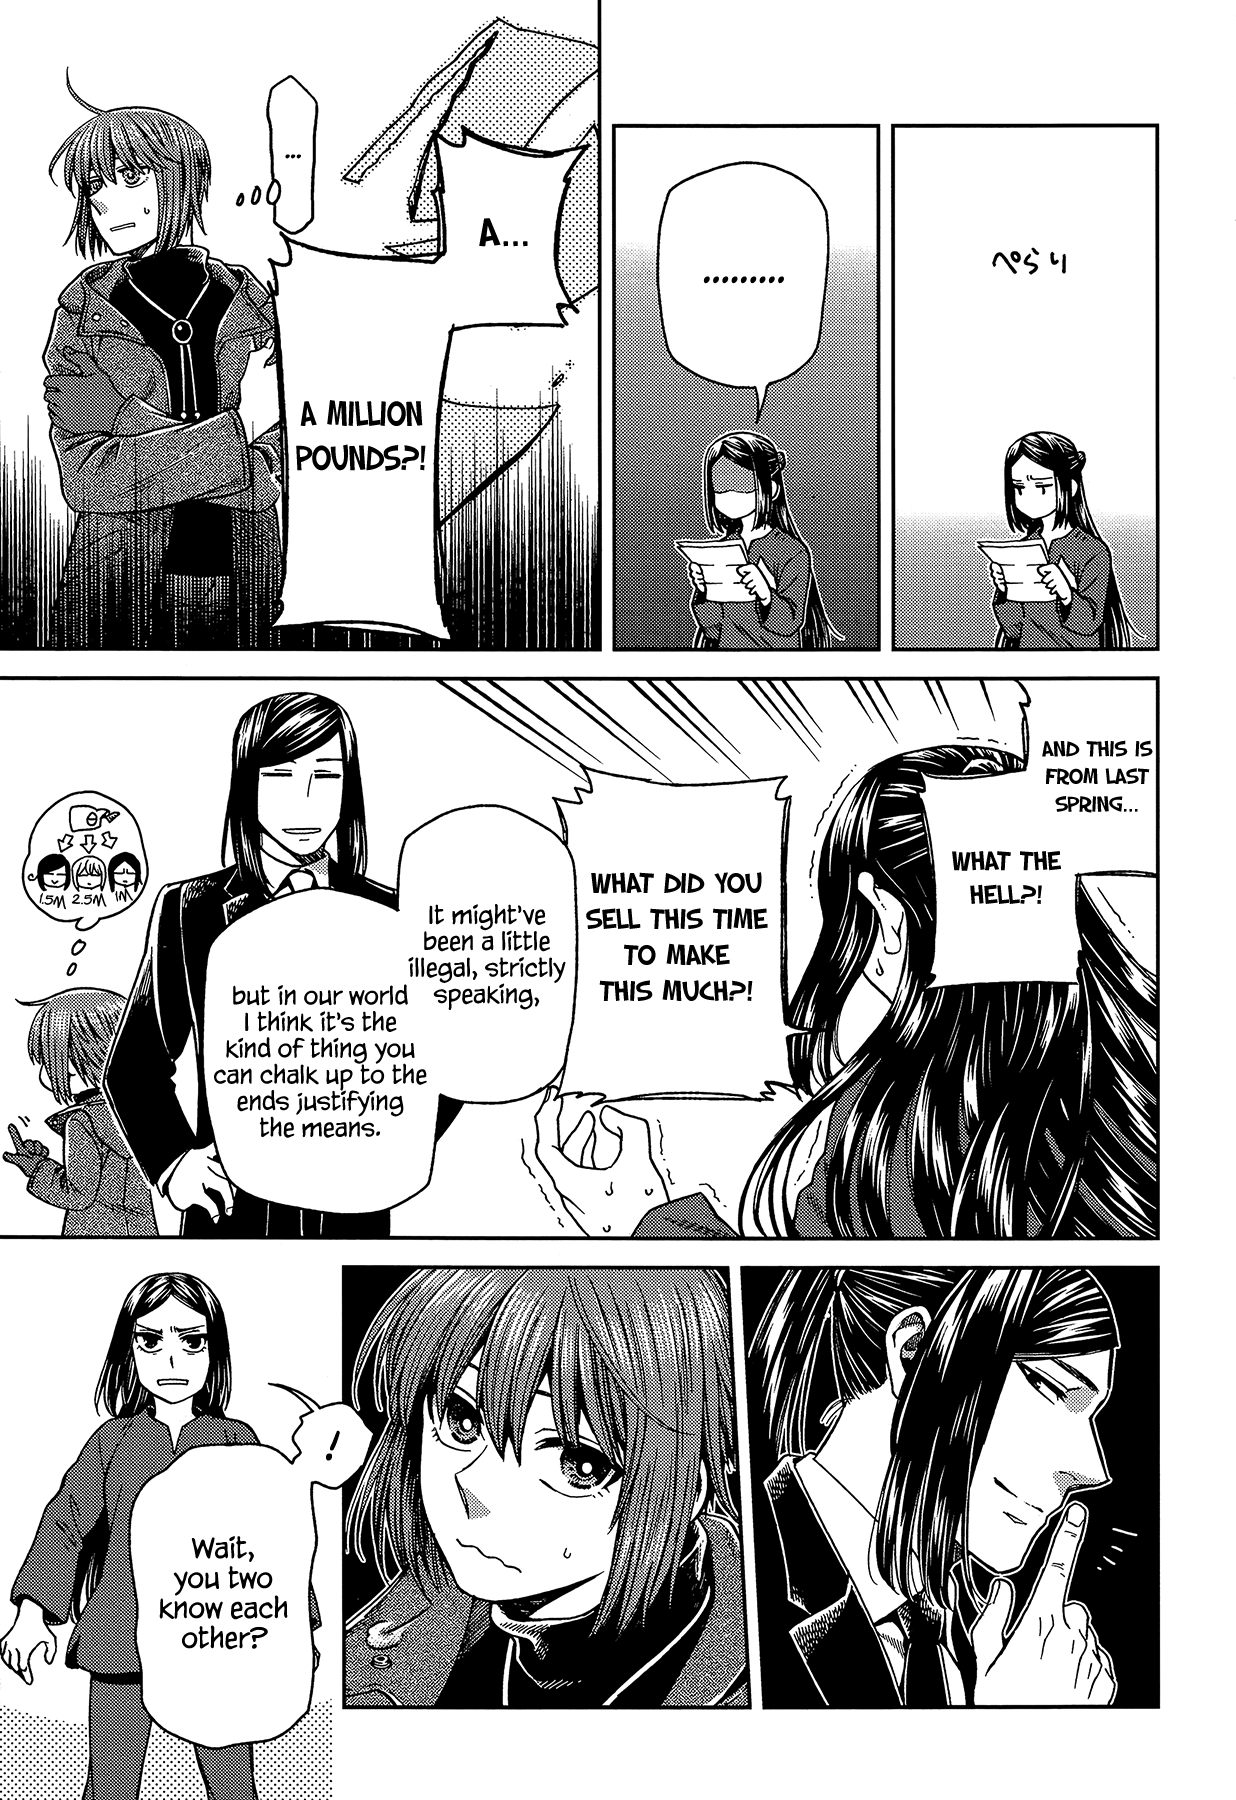 ぺらり
.........
A...
A MILLION
POUNDS?!
...
AND THIS IS
FROM LAST
SPRING...
WHAT THE
HELL?!
WHAT DID YOU
SELL THIS TIME
TO MAKE
THIS MUCH?!
It might've
been a little
illegal, strictly
speaking,
but in our world
I think it's the
kind of thing you
can chalk up to the
ends justifying
the means.
1.5M 2.5M 1M
!
Wait,
you two
know each
other?